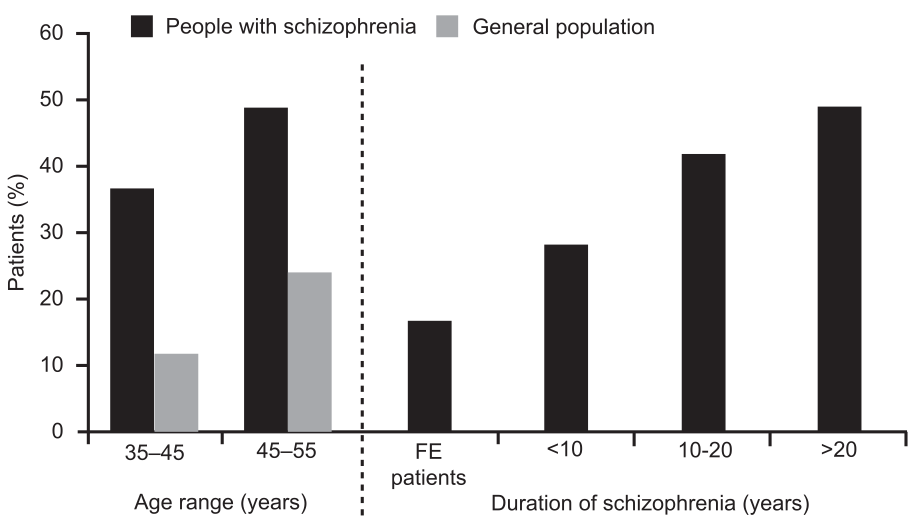 People with schizophrenia General population
60
50
40
30
20
10
0
Patients (%)
35–45 45–55 FE patients <10 10-20 >20
Age range (years) Duration of schizophrenia (years)